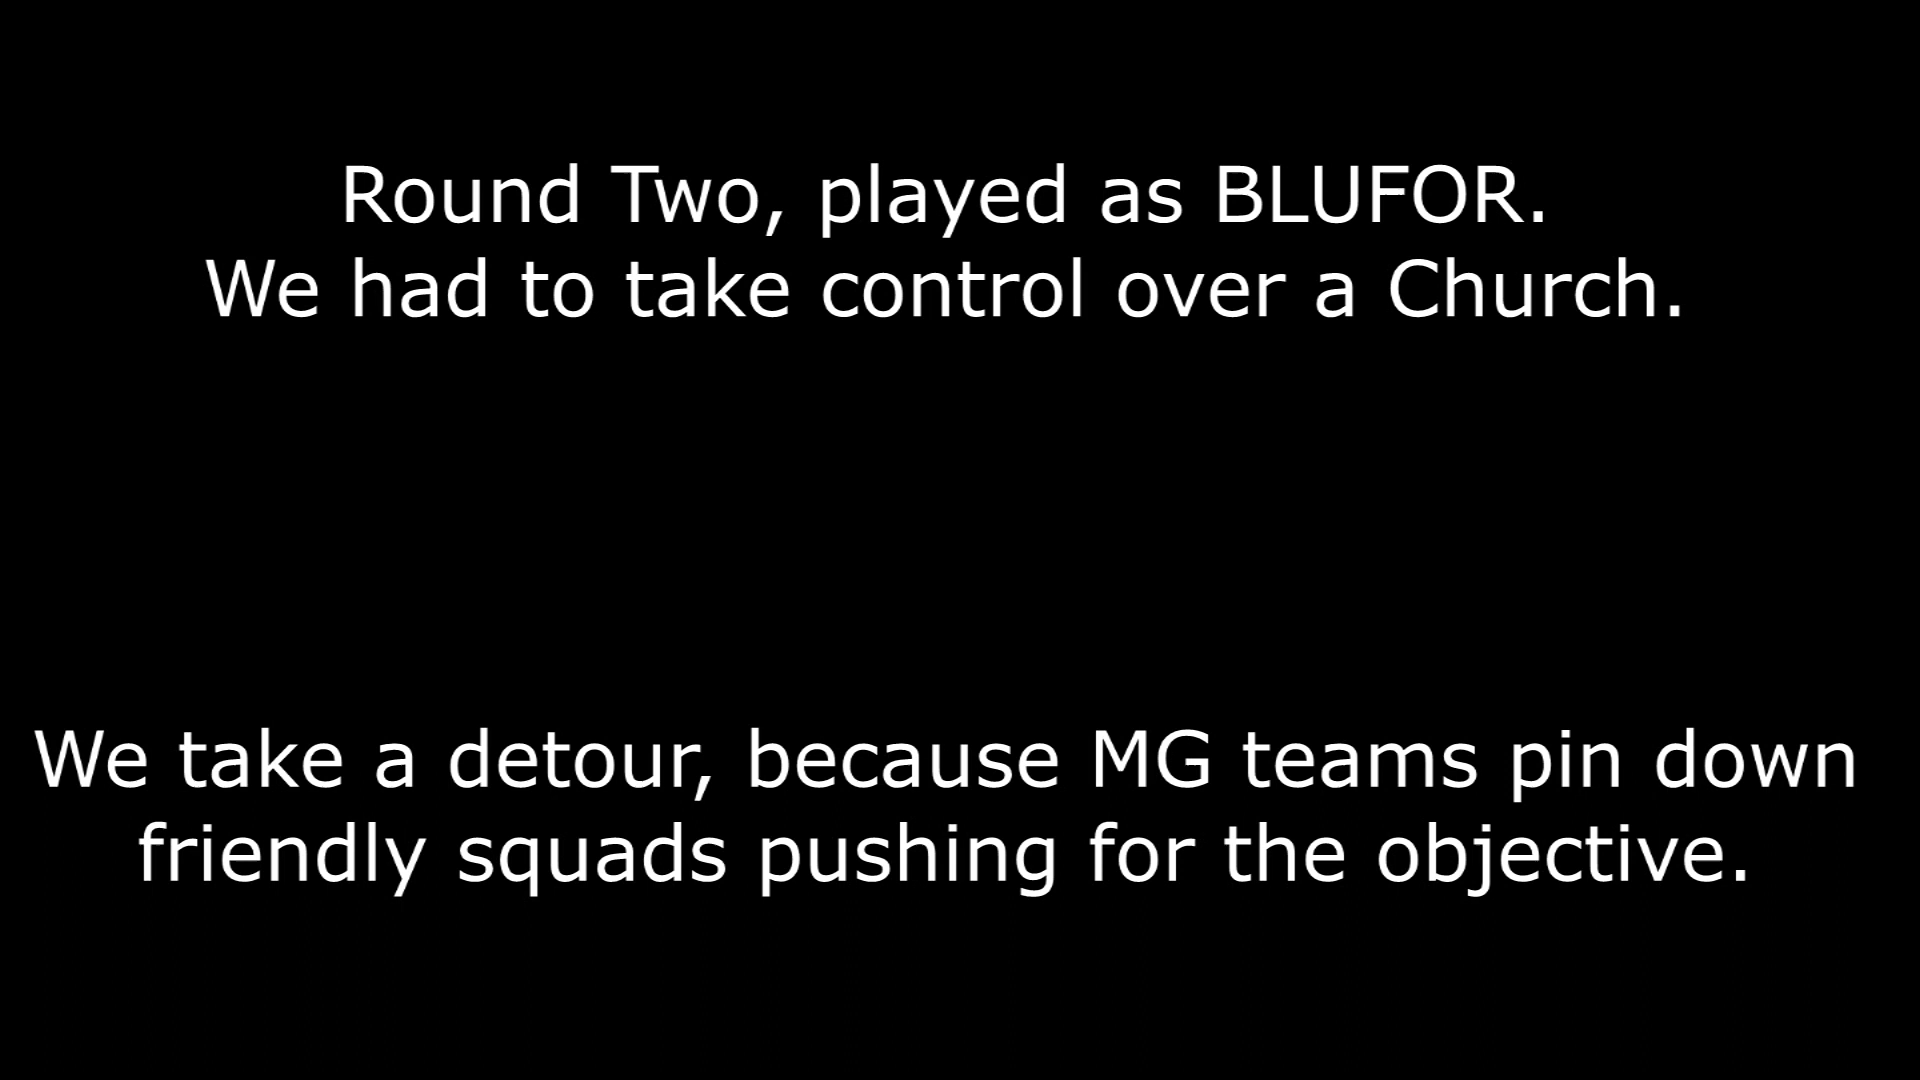 Round Two, played as BLUFOR.
We had to take control over a Church.
We take a detour, because MG teams pin down
friendly squads pushing for the objective.